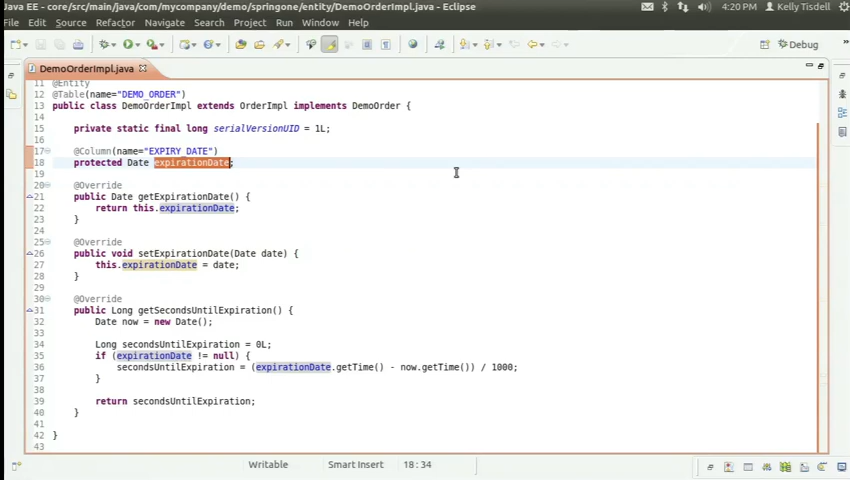 Java EE - core/src/main/java/com/mycompany/demo/springone/entity/DemoOrderImpl.java - Eclipse
4:20 PM Kelly Tisdell
File Edit Source Refactor Navigate Search Project Run Window Help
Debug
DemoOrderImpl.java
11 @Entity
12 @Table(name="DEMO_ORDER")
13 public class DemoOrderImpl extends OrderImpl implements DemoOrder {
14
15 private static final long serialVersionUID = 1L;
16
17 @Column(name="EXPIRY_DATE")
18 protected Date expirationDate;
19
20 @Override
21 public Date getExpirationDate() {
22 return this.expirationDate;
23 }
24
25 @Override
26 public void setExpirationDate(Date date) {
27 this.expirationDate = date;
28 }
29
30 @Override
31 public Long getSecondsUntilExpiration() {
32 Date now = new Date();
33
34 Long secondsUntilExpiration = 0L;
35 if (expirationDate != null) {
36 secondsUntilExpiration = (expirationDate.getTime() - now.getTime()) / 1000;
37 }
38
39 return secondsUntilExpiration;
40 }
41
42 }
43
Writable Smart Insert 18:34